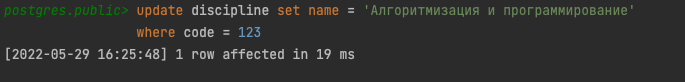 postgres.public> update discipline set name = 'Алгоритмизация и программирование'
where code = 123
[2022-05-29 16:25:48] 1 row affected in 19 ms